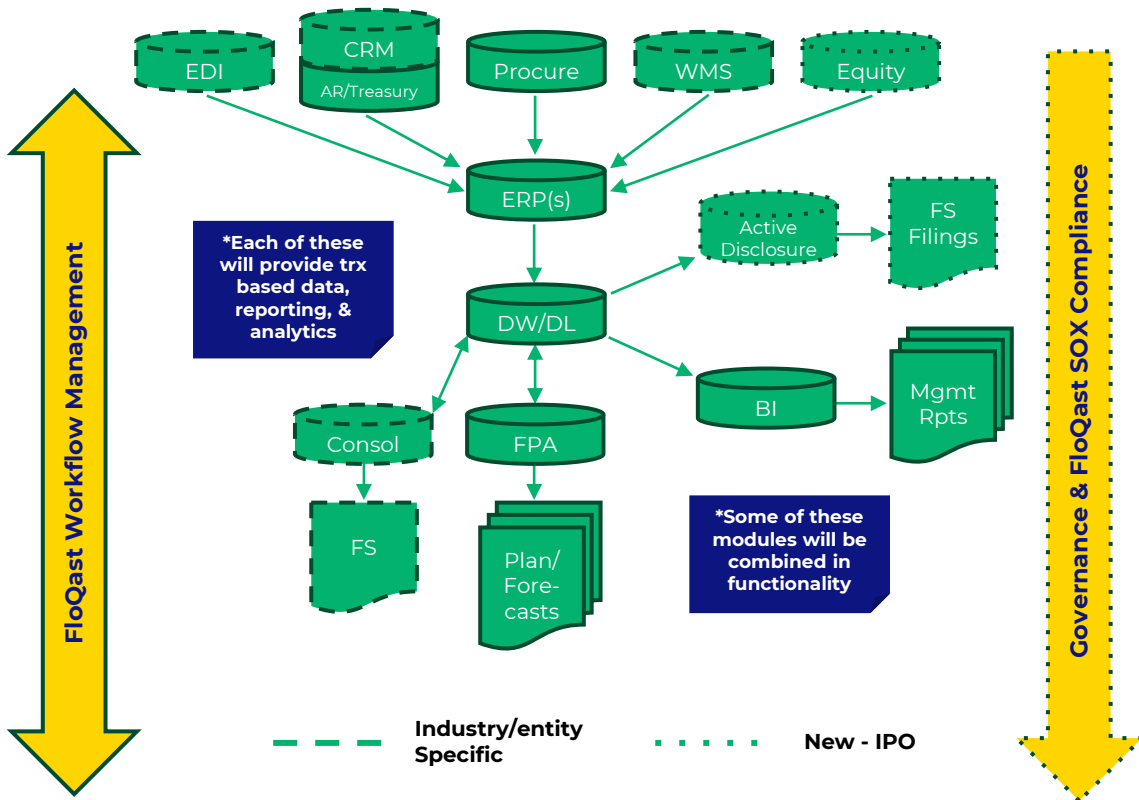 EDI
CRM
AR/Treasury
Procure
WMS
Equity
ERP(s)
*Each of these
will provide trx
based data,
reporting, &
analytics
Active
Disclosure
FS
Filings
DW/DL
BI
Mgmt
Rpts
Consol
FPA
FS
Plan/
Fore-
casts
*Some of these
modules will be
combined in
functionality
FloQast Workflow Management
Governance & FloQast SOX Compliance
Industry/entity
Specific
New - IPO